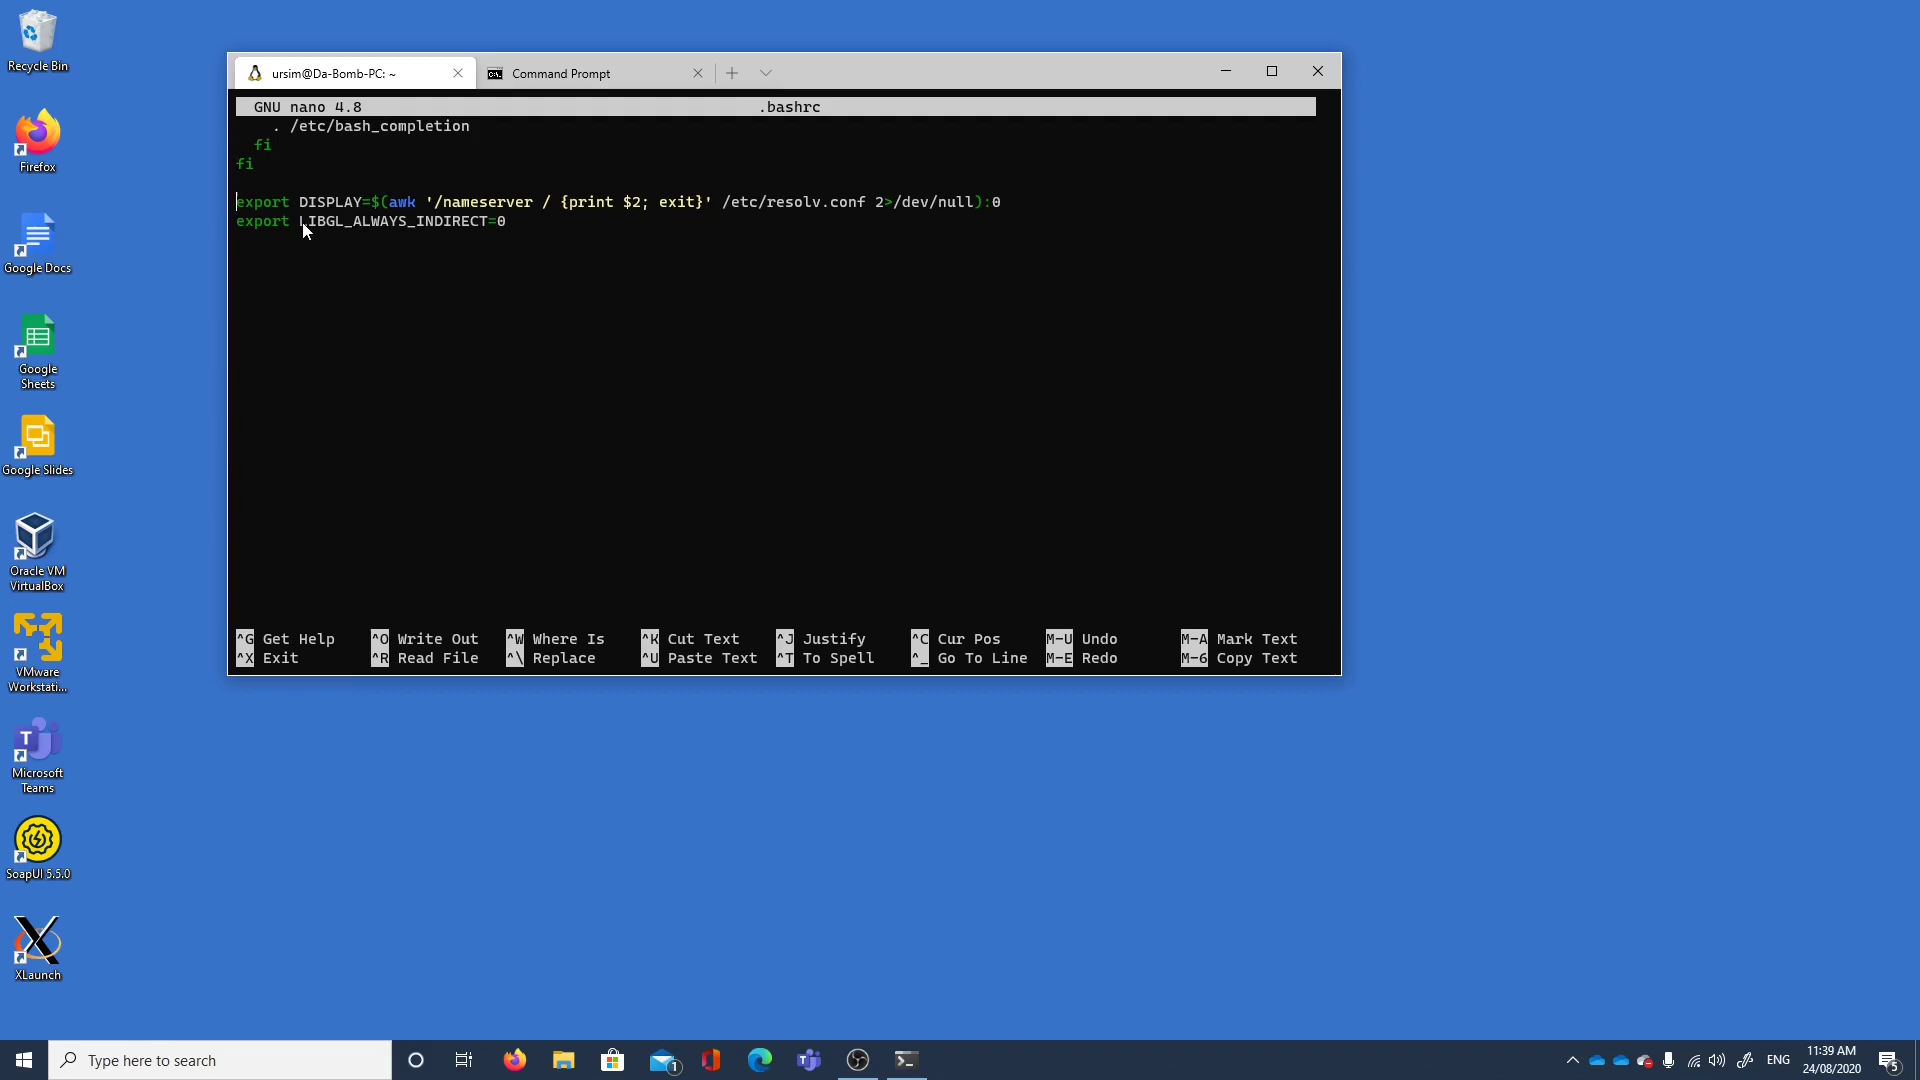 Recycle Bin
Firefox
Google Docs
Google
Sheets
Google Slides
Oracle VM
VirtualBox
VMware
Workstati...
Microsoft
Teams
SoapUI 5.5.0
XLaunch
ursim@Da-Bomb-PC: ~
Command Prompt
GNU nano 4.8 .bashrc
. /etc/bash_completion
fi
fi
export DISPLAY=$(awk '/nameserver / {print $2; exit}' /etc/resolv.conf 2>/dev/null):0
export LIBGL_ALWAYS_INDIRECT=0
^G Get Help ^O Write Out ^W Where Is ^K Cut Text ^J Justify ^C Cur Pos M-U Undo M-A Mark Text
^X Exit ^R Read File ^\ Replace ^U Paste Text ^T To Spell ^_ Go To Line M-E Redo M-6 Copy Text
Type here to search
1
ENG
11:39 AM
24/08/2020
5